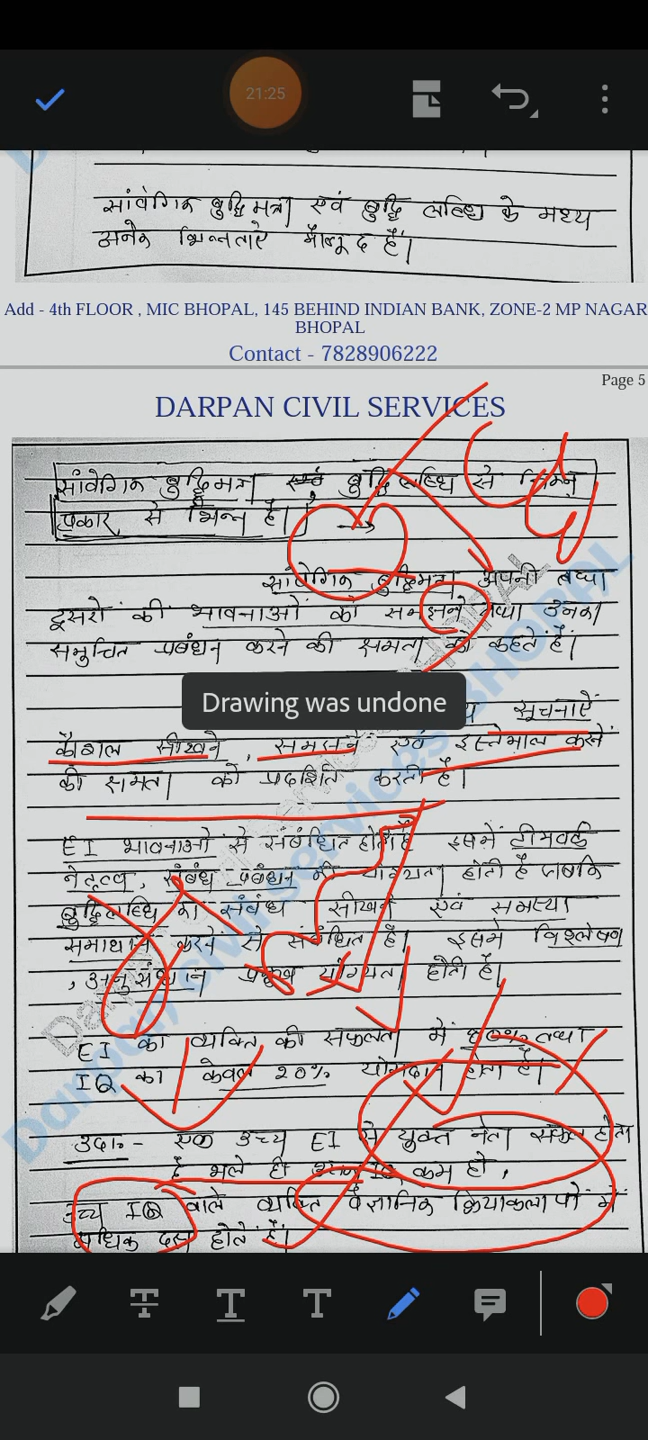 21:25
सांवेगिक बुद्धिमत्ता एवं बुद्धि लब्धि के मध्य
अनेक भिन्नताएं मौजूद हैं।
Add - 4th FLOOR , MIC BHOPAL, 145 BEHIND INDIAN BANK, ZONE-2 MP NAGAR
BHOPAL
Contact - 7828906222
Page 5
DARPAN CIVIL SERVICES
सांवेगिक बुद्धिमत्ता एवं बुद्धिलब्धि से निम्न
प्रकार से भिन्न है। →
सांवेगिक बुद्धिमत्ता अपनी तथा
दूसरों की भावनाओं को समझने तथा उनका
समुचित प्रबंधन करने की क्षमता को कहते हैं।
Drawing was undone
सूचनाएँ
कौशल सीखने, समझने एवं इस्तेमाल करने
की क्षमता को प्रदर्शित करती है।
EI भावनाओं से संबंधित होती है इसमें टीमवर्क
नेतृत्व, संबंध प्रबंधन की योग्यता होती है जबकि
बुद्धिलब्धि का संबंध सीखने एवं समस्या
समाधान करने से संबंधित है। इसमें विश्लेषण
, अनुसंधान योग्यता होती है।
EI का व्यक्ति की सफलता में तथा
IQ का केवल 20% योगदान होता है।
उदा॰- एक उच्च EI से युक्त नेता सफल होता
है भले ही उसका IQ कम हो,
उच्च IQ वाले व्यक्ति वैज्ञानिक क्रियाकलापों में
अधिक दक्ष होते हैं।